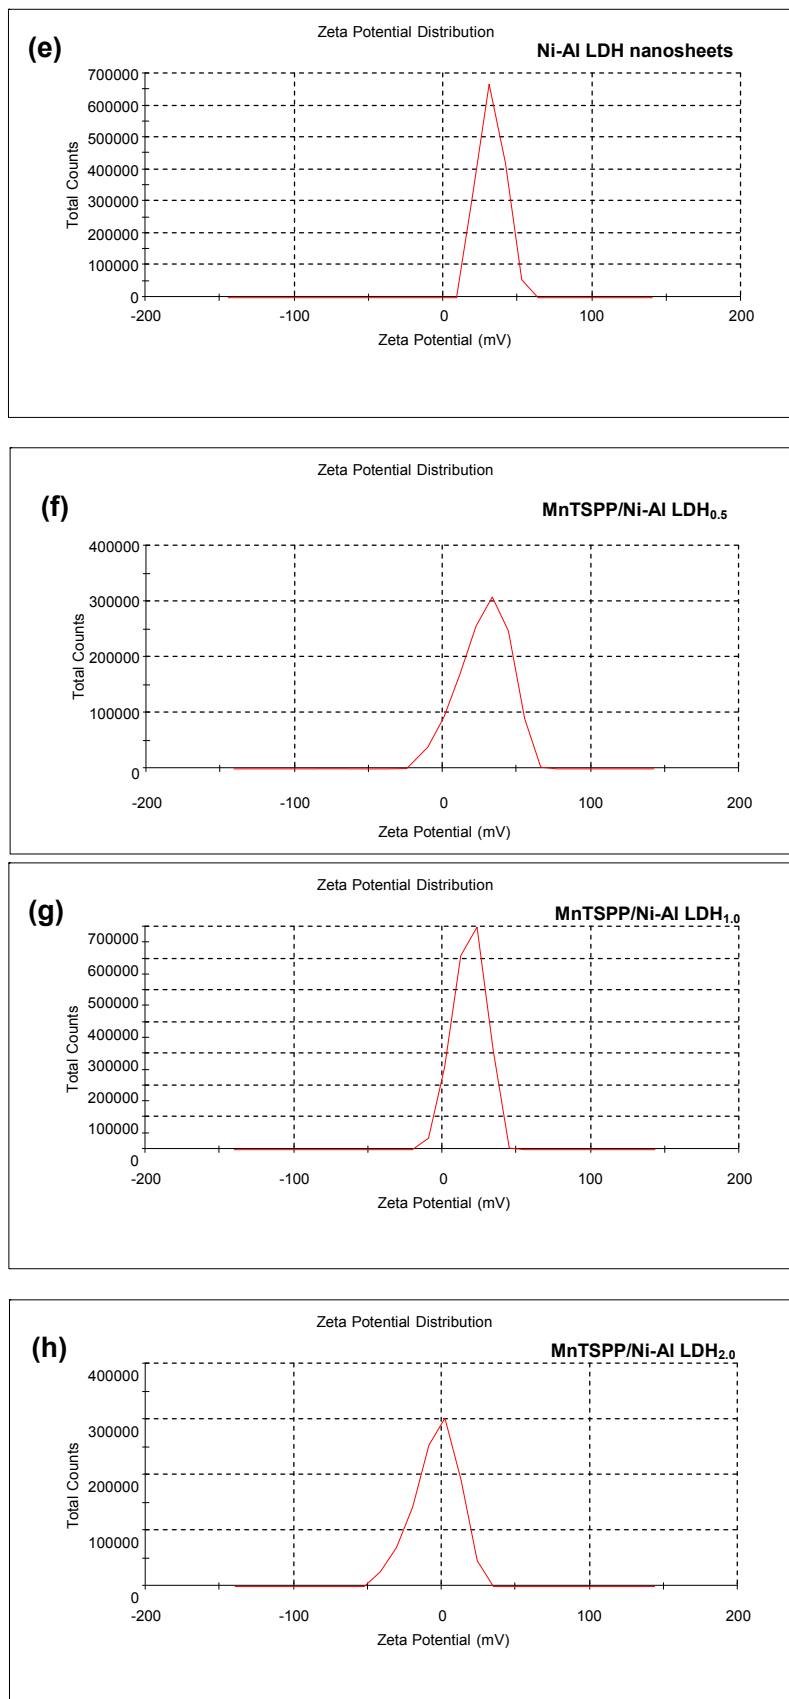 Zeta Potential Distribution
(e)
Ni-Al LDH nanosheets
700000
600000
500000
400000
300000
200000
100000
0
Total Counts
-200 -100 0 100 200
Zeta Potential (mV)
Zeta Potential Distribution
(f)
MnTSPP/Ni-Al LDH0.5
400000
300000
200000
100000
0
Total Counts
-200 -100 0 100 200
Zeta Potential (mV)
Zeta Potential Distribution
(g)
MnTSPP/Ni-Al LDH1.0
700000
600000
500000
400000
300000
200000
100000
0
Total Counts
-200 -100 0 100 200
Zeta Potential (mV)
Zeta Potential Distribution
(h)
MnTSPP/Ni-Al LDH2.0
400000
300000
200000
100000
0
Total Counts
-200 -100 0 100 200
Zeta Potential (mV)